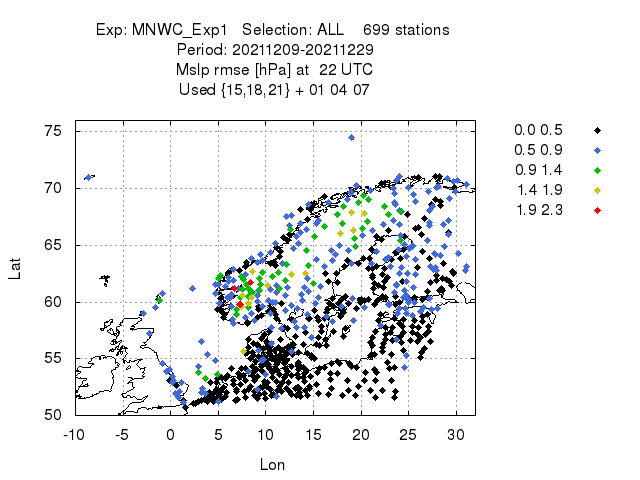 Exp: MNWC_Exp1 Selection: ALL 699 stations
Period: 20211209-20211229
Mslp rmse [hPa] at 22 UTC
Used {15,18,21} + 01 04 07
0.0 0.5
0.5 0.9
0.9 1.4
1.4 1.9
1.9 2.3
75
70
65
60
55
50
Lat
-10 -5 0 5 10 15 20 25 30
Lon